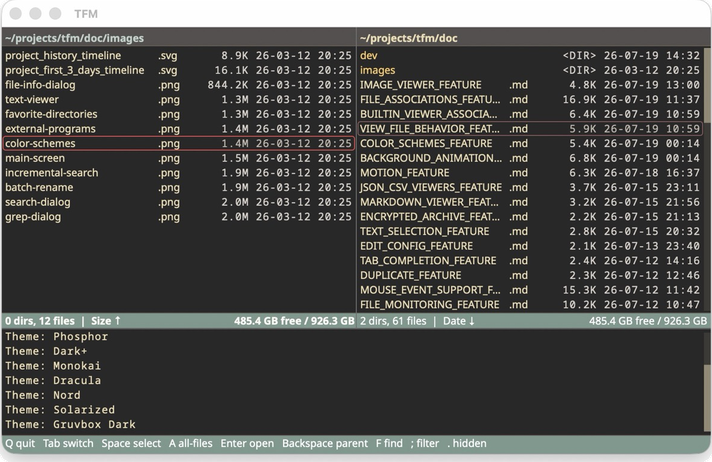 TFM
~/projects/tfm/doc/images
project_history_timeline .svg 8.9K 26-03-12 20:25
project_first_3_days_timeline .svg 16.1K 26-03-12 20:25
file-info-dialog .png 844.2K 26-03-12 20:25
text-viewer .png 1.3M 26-03-12 20:25
favorite-directories .png 1.3M 26-03-12 20:25
external-programs .png 1.4M 26-03-12 20:25
color-schemes .png 1.4M 26-03-12 20:25
main-screen .png 1.5M 26-03-12 20:25
incremental-search .png 1.9M 26-03-12 20:25
batch-rename .png 1.9M 26-03-12 20:25
search-dialog .png 2.0M 26-03-12 20:25
grep-dialog .png 2.0M 26-03-12 20:25
0 dirs, 12 files | Size ↑ 485.4 GB free / 926.3 GB
~/projects/tfm/doc
dev <DIR> 26-07-19 14:32
images <DIR> 26-03-12 20:25
IMAGE_VIEWER_FEATURE .md 4.8K 26-07-19 13:00
FILE_ASSOCIATIONS_FEATU... .md 16.9K 26-07-19 11:37
BUILTIN_VIEWER_ASSOCIA... .md 6.4K 26-07-19 10:59
VIEW_FILE_BEHAVIOR_FEAT... .md 5.9K 26-07-19 10:59
COLOR_SCHEMES_FEATURE .md 5.4K 26-07-19 00:14
BACKGROUND_ANIMATION... .md 6.8K 26-07-19 00:14
MOTION_FEATURE .md 6.3K 26-07-18 16:37
JSON_CSV_VIEWERS_FEATURE .md 3.7K 26-07-15 23:11
MARKDOWN_VIEWER_FEAT... .md 3.2K 26-07-15 21:56
ENCRYPTED_ARCHIVE_FEAT... .md 2.2K 26-07-15 21:13
TEXT_SELECTION_FEATURE .md 2.8K 26-07-15 20:32
EDIT_CONFIG_FEATURE .md 2.1K 26-07-13 23:40
TAB_COMPLETION_FEATURE .md 2.4K 26-07-12 14:16
DUPLICATE_FEATURE .md 2.3K 26-07-12 12:46
MOUSE_EVENT_SUPPORT_F... .md 15.3K 26-07-12 11:42
FILE_MONITORING_FEATURE .md 10.2K 26-07-12 10:47
2 dirs, 61 files | Date ↓ 485.4 GB free / 926.3 GB
Theme: Phosphor
Theme: Dark+
Theme: Monokai
Theme: Dracula
Theme: Nord
Theme: Solarized
Theme: Gruvbox Dark
Q quit Tab switch Space select A all-files Enter open Backspace parent F find ; filter . hidden